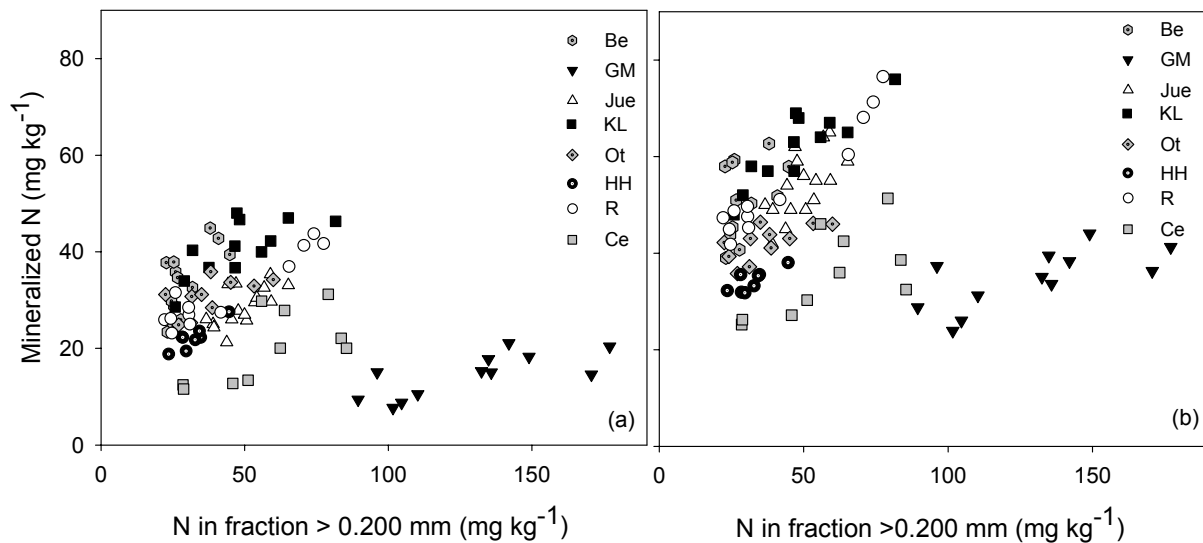 80
60
40
20
0
Mineralized N (mg kg-1)
0 50 100 150
N in fraction > 0.200 mm (mg kg-1)
Be
GM
Jue
KL
Ot
HH
R
Ce
(a)
0 50 100 150
N in fraction >0.200 mm (mg kg-1)
Be
GM
Jue
KL
Ot
HH
R
Ce
(b)